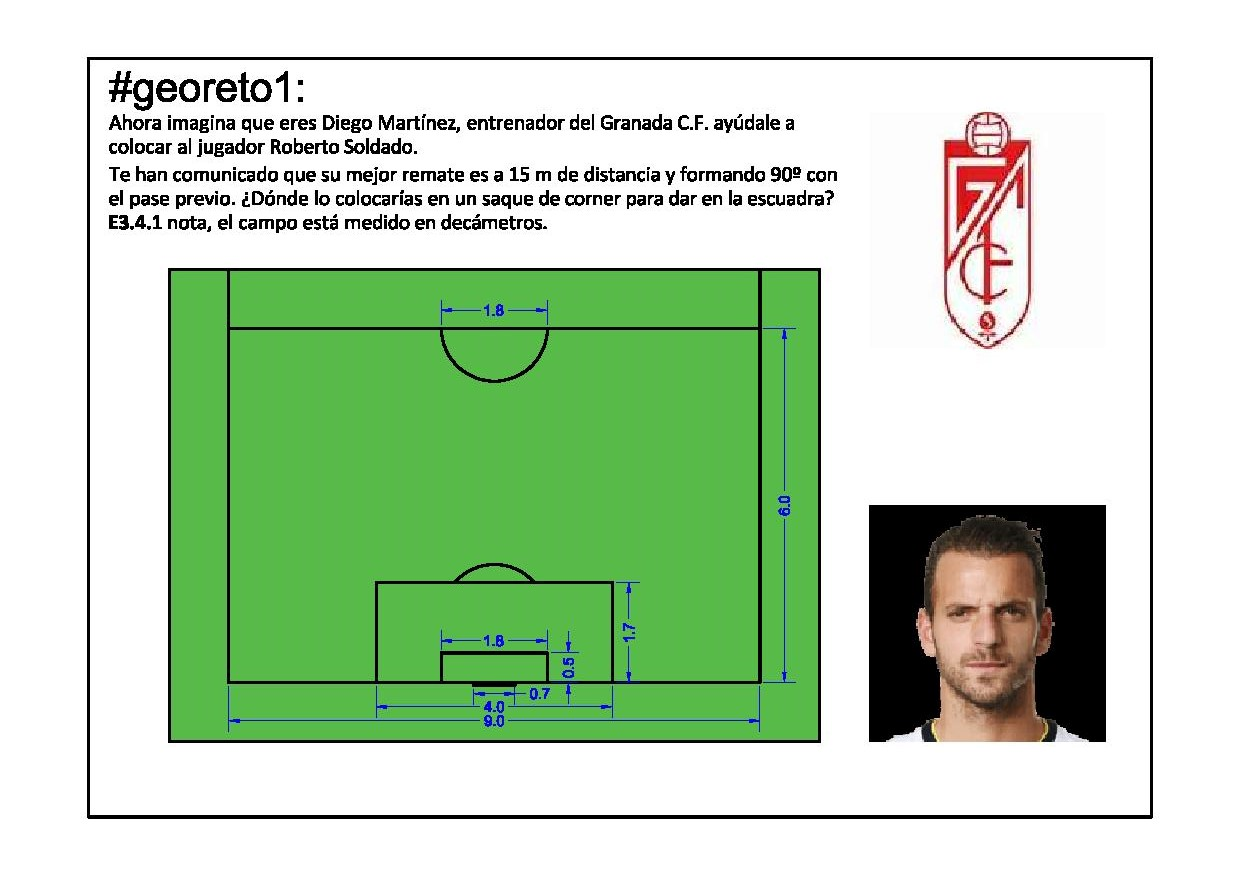 #georeto1:
Ahora imagina que eres Diego Martínez, entrenador del Granada C.F. ayúdale a
colocar al jugador Roberto Soldado.
Te han comunicado que su mejor remate es a 15 m de distancia y formando 90º con
el pase previo. ¿Dónde lo colocarías en un saque de corner para dar en la escuadra?
E3.4.1 nota, el campo está medido en decámetros.
1.8
6.0
1.7
1.8
0.5
0.7
4.0
9.0